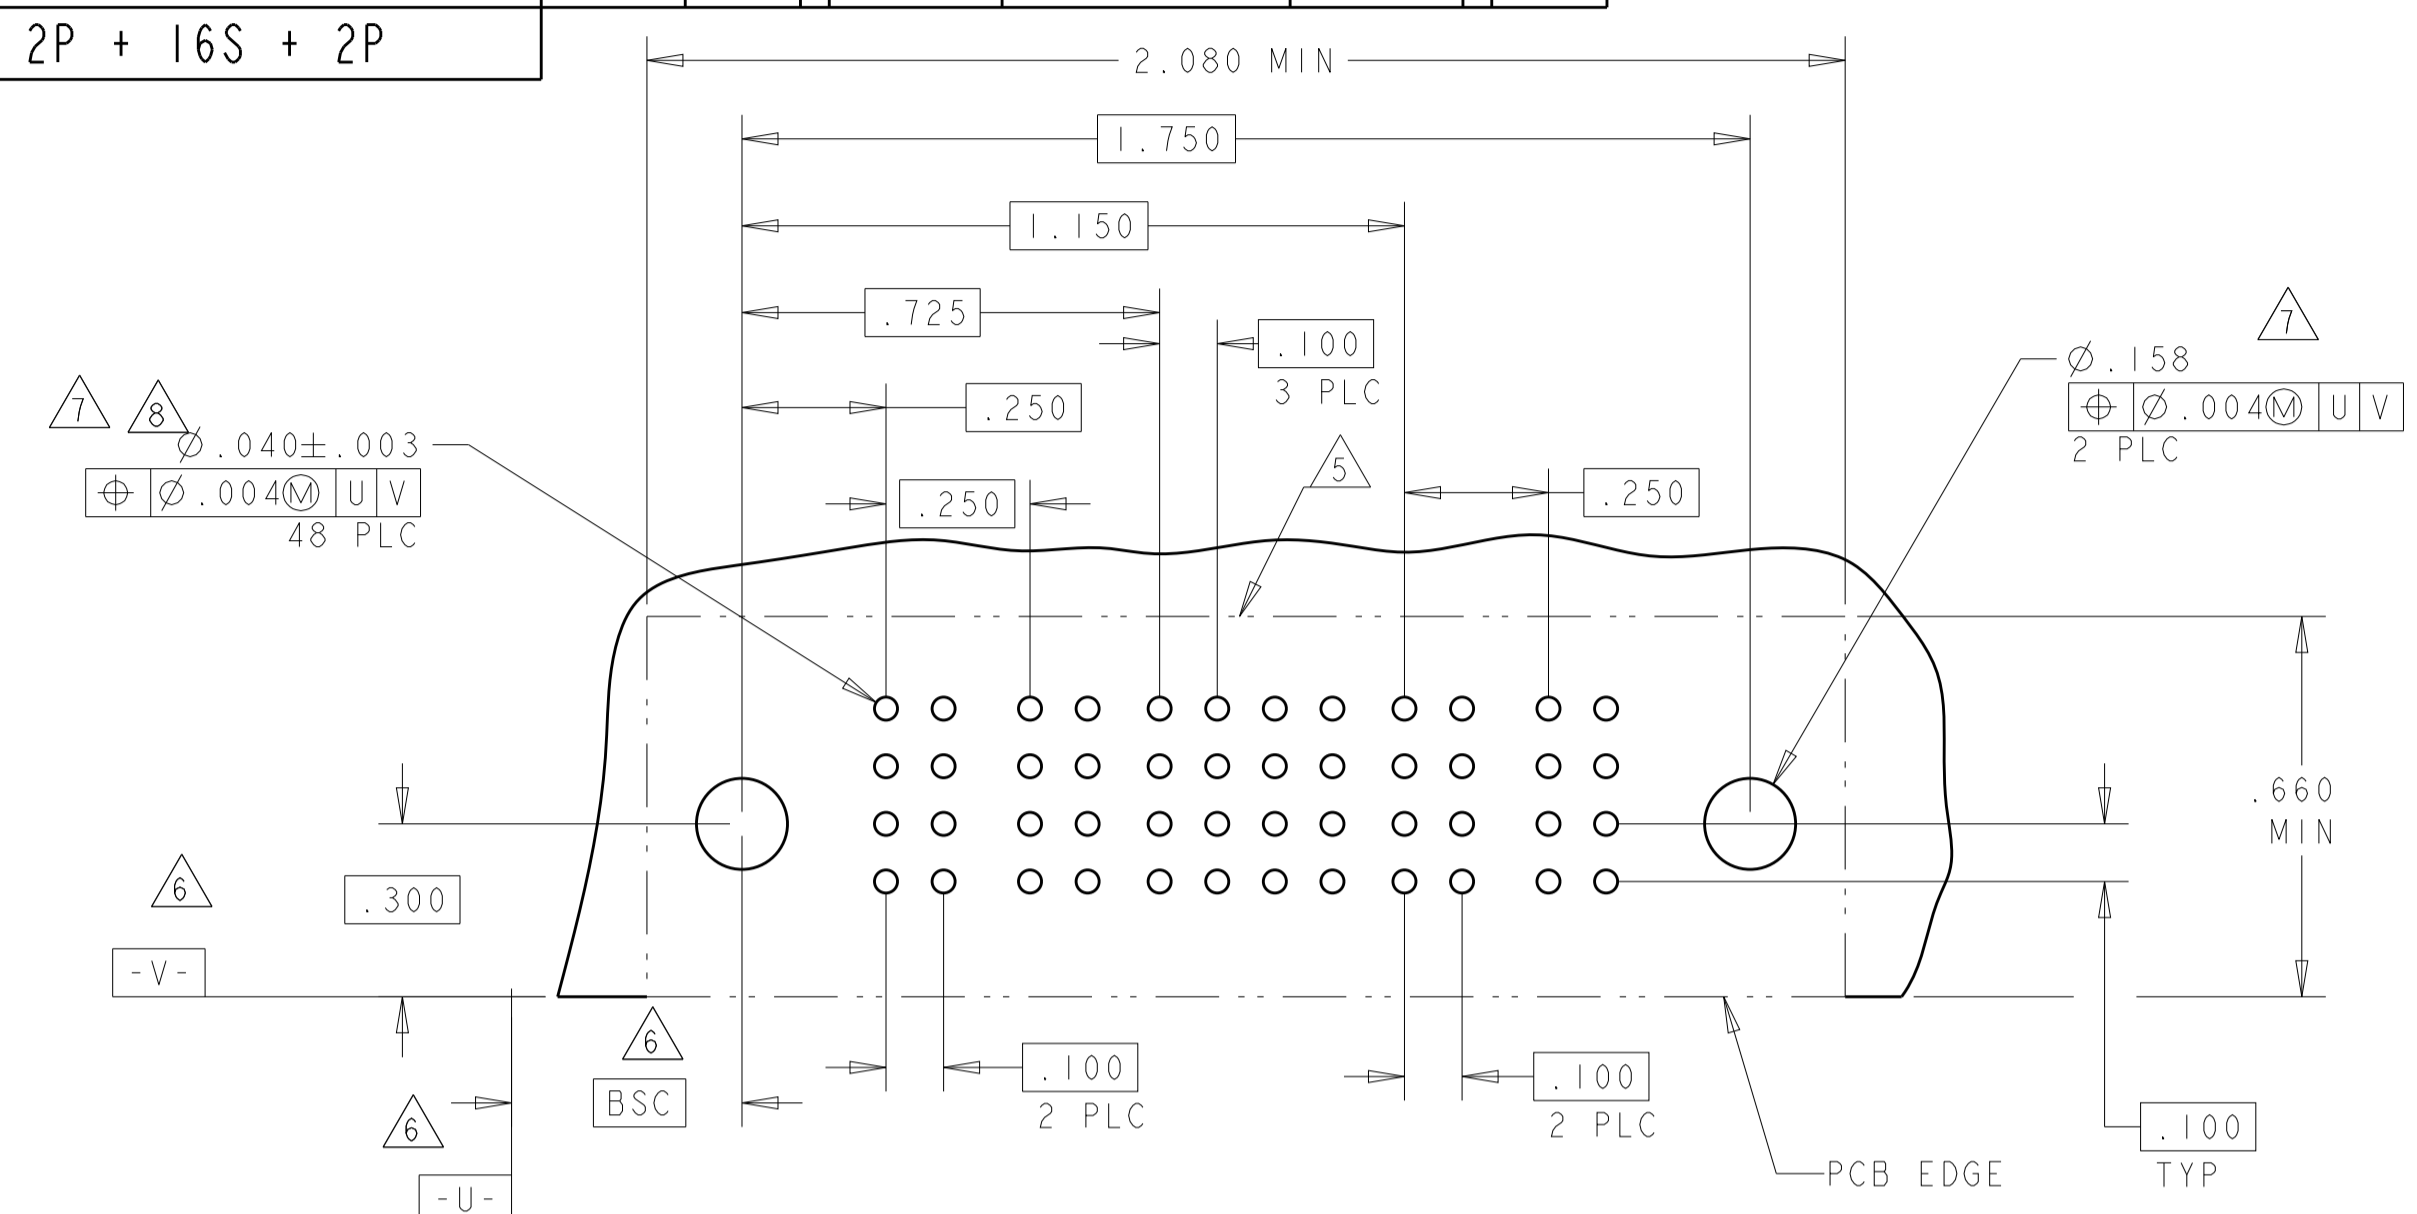 2P + 16S + 2P
2.080 MIN
1.750
1.150
.725
.100
3 PLC
.250
.250
.250
5
7 8
Ø.040±.003
⌖ Ø.004Ⓜ U V
48 PLC
7
Ø.158
⌖ Ø.004Ⓜ U V
2 PLC
.660
MIN
6
.300
-V-
6
BSC
6
-U-
.100
2 PLC
.100
2 PLC
PCB EDGE
.100
TYP